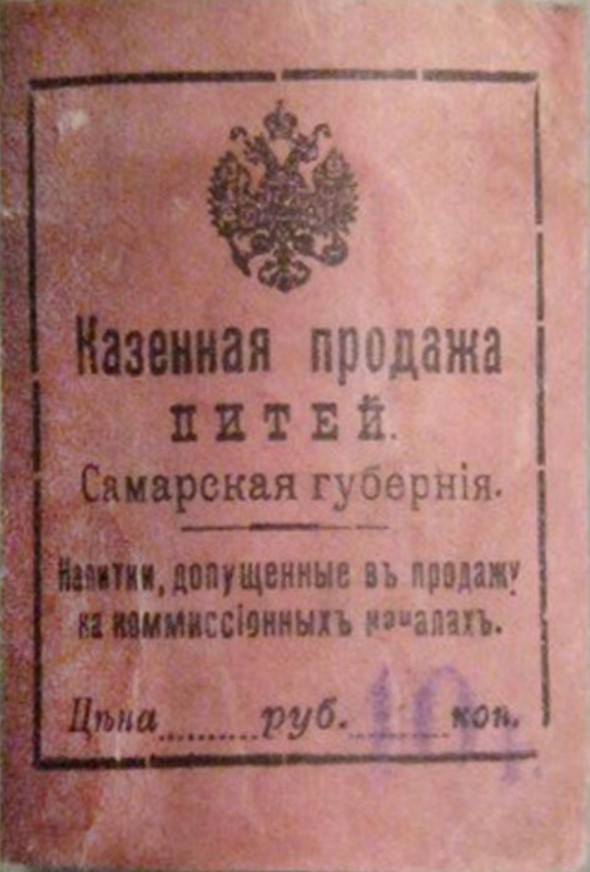 Казенная продажа
ПИТЕЙ.
Самарская губернія.
Напитки, допущенные въ продажу
на коммиссіонныхъ началахъ.
Цѣна ........ руб. ........ коп.
10